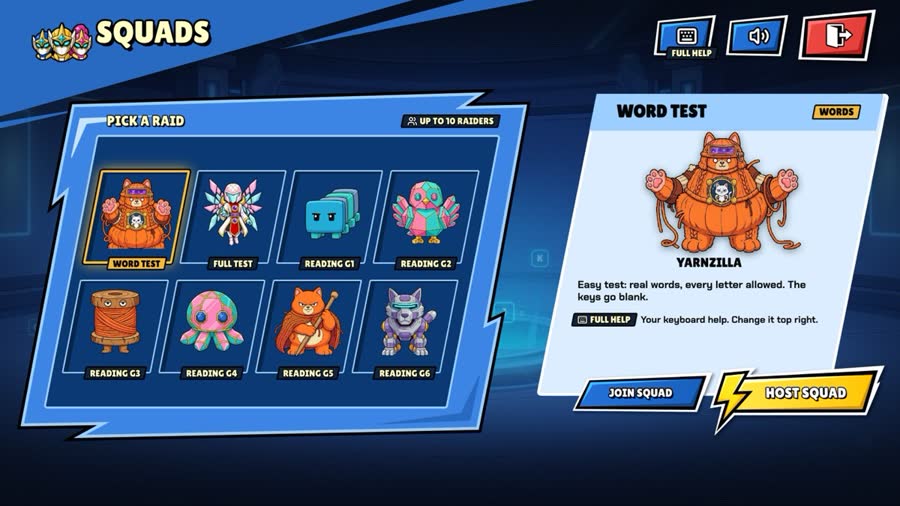 SQUADS
FULL HELP
PICK A RAID
UP TO 10 RAIDERS
WORD TEST
FULL TEST
READING G1
READING G2
READING G3
READING G4
READING G5
READING G6
WORD TEST
WORDS
YARNZILLA
Easy test: real words, every letter allowed. The
keys go blank.
FULL HELP Your keyboard help. Change it top right.
JOIN SQUAD
HOST SQUAD
K